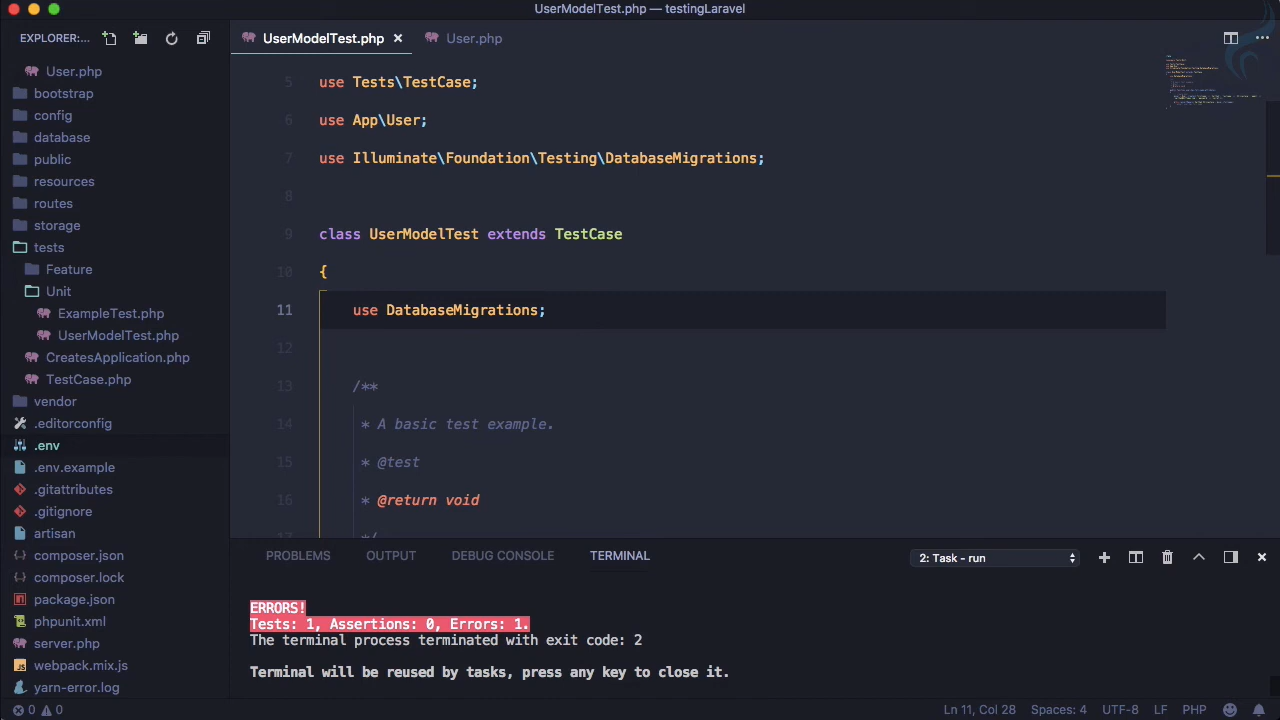 UserModelTest.php — testingLaravel
EXPLORER:...
UserModelTest.php
User.php
User.php
bootstrap
config
database
public
resources
routes
storage
tests
Feature
Unit
ExampleTest.php
UserModelTest.php
CreatesApplication.php
TestCase.php
vendor
.editorconfig
.env
.env.example
.gitattributes
.gitignore
artisan
composer.json
composer.lock
package.json
phpunit.xml
server.php
webpack.mix.js
yarn-error.log
5 use Tests\TestCase;
6 use App\User;
7 use Illuminate\Foundation\Testing\DatabaseMigrations;
8
9 class UserModelTest extends TestCase
10 {
11 use DatabaseMigrations;
12
13 /**
14 * A basic test example.
15 * @test
16 * @return void
17 */
PROBLEMS OUTPUT DEBUG CONSOLE TERMINAL 2: Task - run
ERRORS!
Tests: 1, Assertions: 0, Errors: 1.
The terminal process terminated with exit code: 2
Terminal will be reused by tasks, press any key to close it.
0 0 Ln 11, Col 28 Spaces: 4 UTF-8 LF PHP